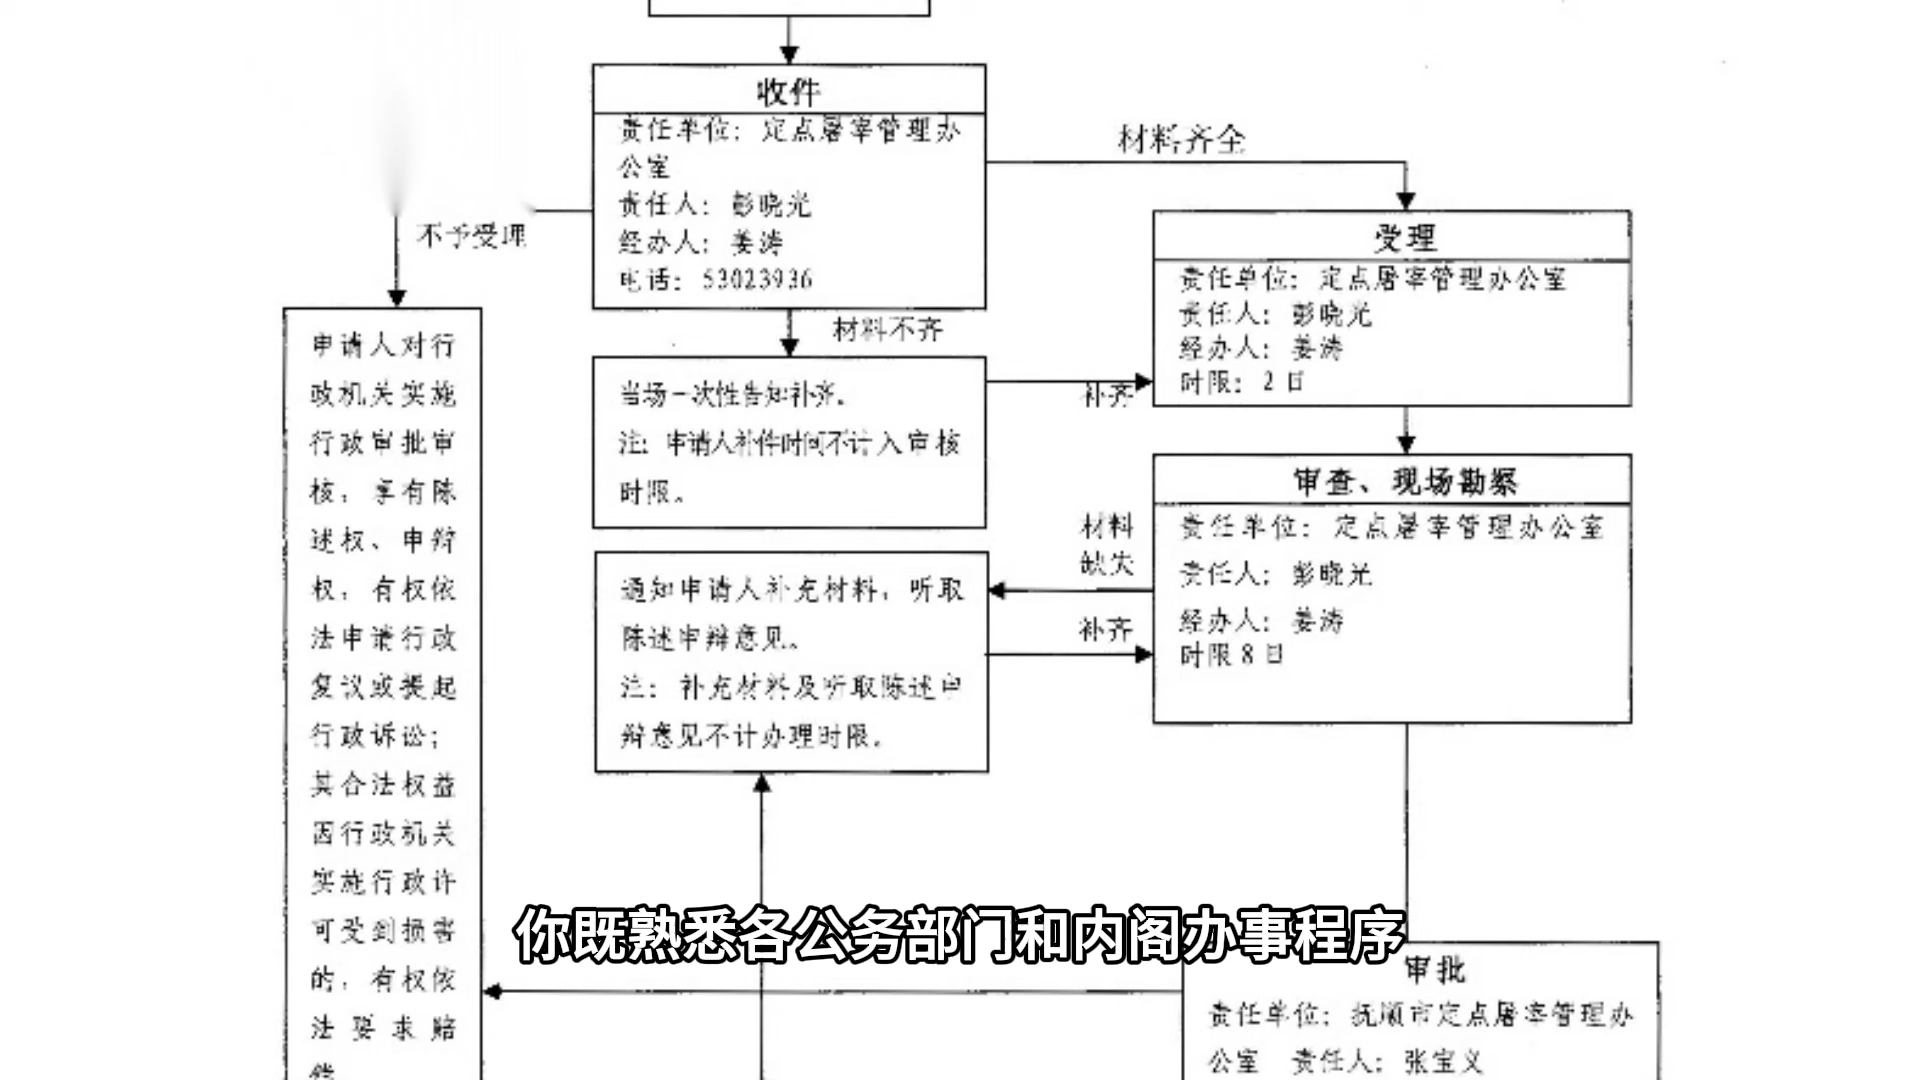 收件
责任单位：定点屠宰管理办
公室
责任人：彭晓光
经办人：姜涛
电话：53023936
材料齐全
不予受理
受理
责任单位：定点屠宰管理办公室
责任人：彭晓光
经办人：姜涛
时限：2日
材料不齐
当场一次性告知补齐。
注：申请人补件时间不计入审核
时限。
补齐
审查、现场勘察
责任单位：定点屠宰管理办公室
责任人：彭晓光
经办人：姜涛
时限8日
材料
缺失
补齐
通知申请人补充材料，听取
陈述申辩意见。
注：补充材料及听取陈述申
辩意见不计办理时限。
申请人对行
政机关实施
行政审批审
核，享有陈
述权、申辩
权，有权依
法申请行政
复议或提起
行政诉讼；
其合法权益
因行政机关
实施行政许
可受到损害
的，有权依
法要求赔
偿
你既熟悉各公务部门和内阁办事程序
审批
责任单位：抚顺市定点屠宰管理办
公室 责任人：张宝义